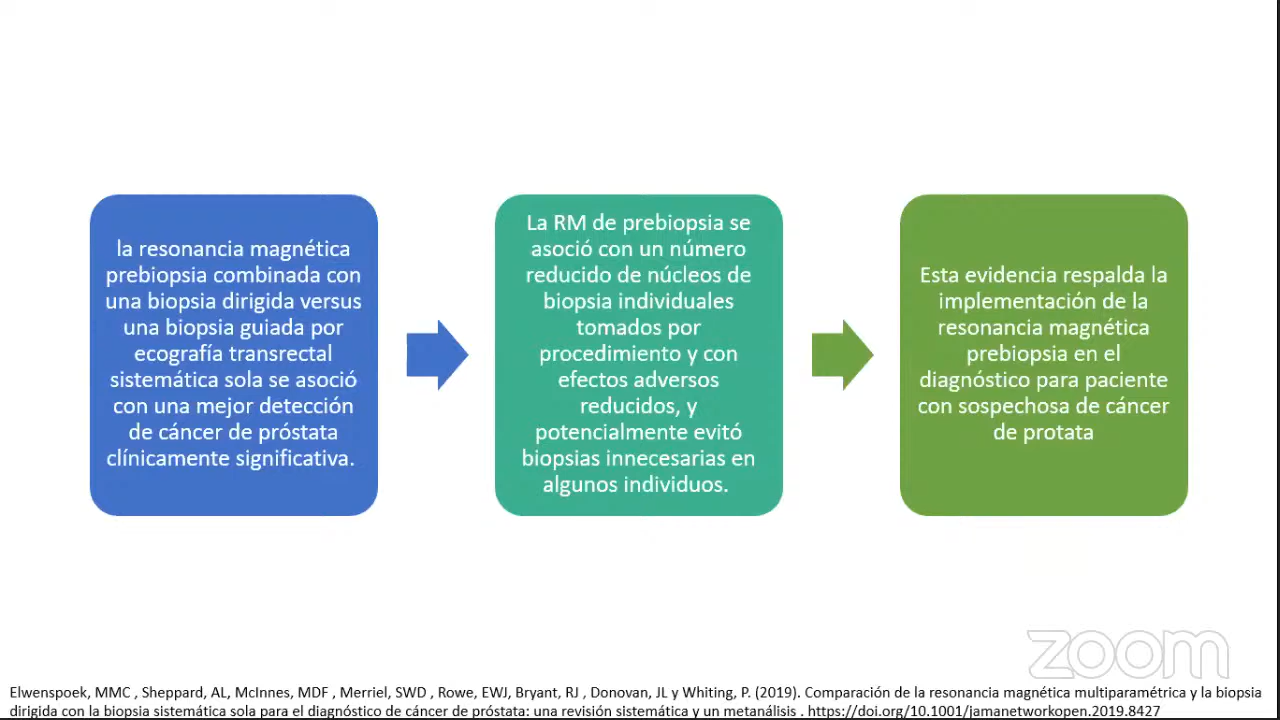 la resonancia magnética
prebiopsia combinada con
una biopsia dirigida versus
una biopsia guiada por
ecografía transrectal
sistemática sola se asoció
con una mejor detección
de cáncer de próstata
clínicamente significativa.
La RM de prebiopsia se
asoció con un número
reducido de núcleos de
biopsia individuales
tomados por
procedimiento y con
efectos adversos
reducidos, y
potencialmente evitó
biopsias innecesarias en
algunos individuos.
Esta evidencia respalda la
implementación de la
resonancia magnética
prebiopsia en el
diagnóstico para paciente
con sospechosa de cáncer
de protata
zoom
Elwenspoek, MMC , Sheppard, AL, McInnes, MDF , Merriel, SWD , Rowe, EWJ, Bryant, RJ , Donovan, JL y Whiting, P. (2019). Comparación de la resonancia magnética multiparamétrica y la biopsia
dirigida con la biopsia sistemática sola para el diagnóstico de cáncer de próstata: una revisión sistemática y un metanálisis . https://doi.org/10.1001/jamanetworkopen.2019.8427